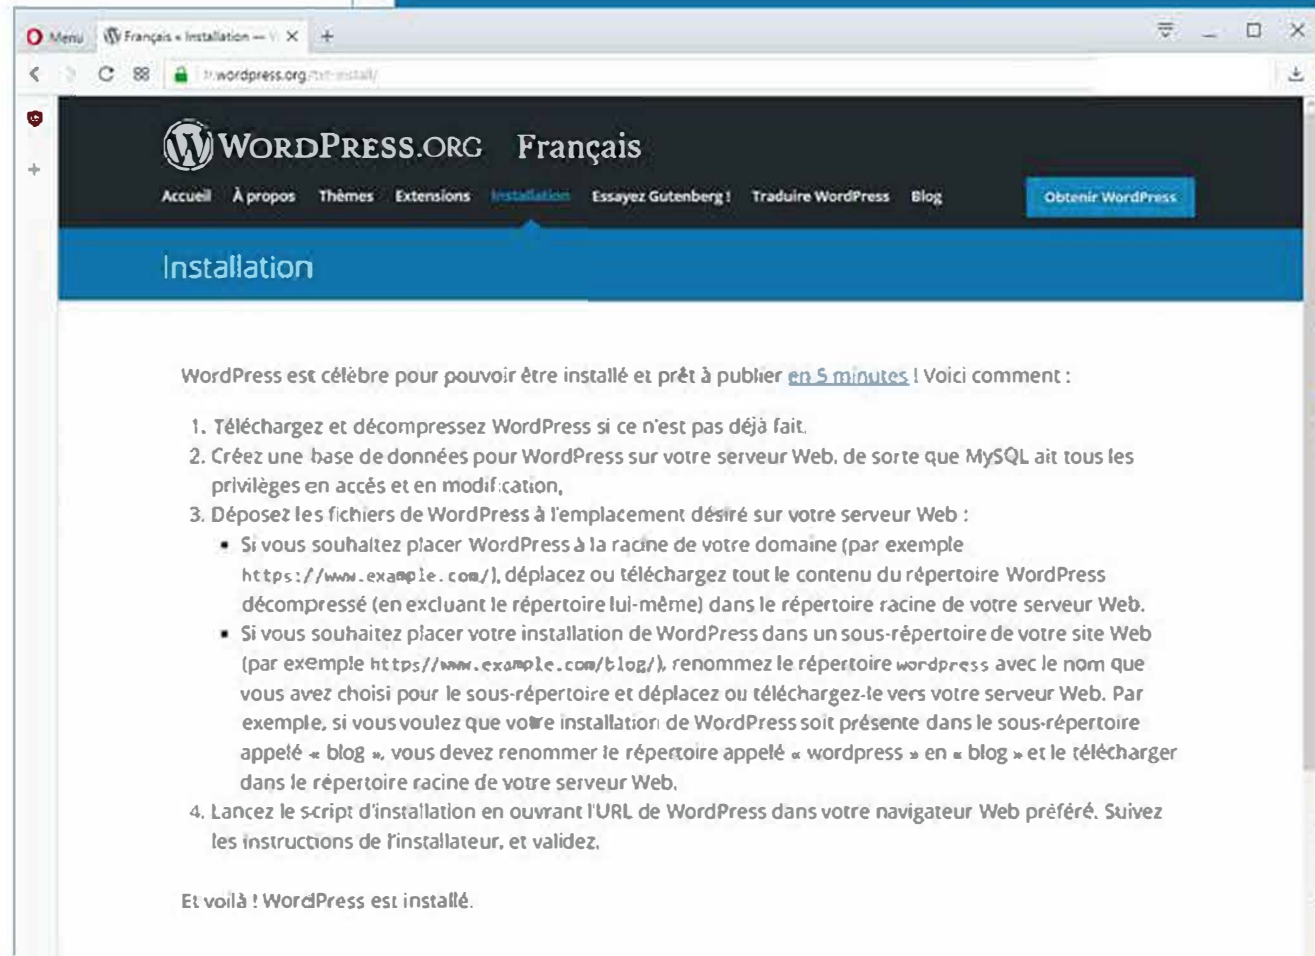 Menu Français « Installation —
fr.wordpress.org/txt-install/
WORDPRESS.ORG Français
Accueil À propos Thèmes Extensions Installation Essayez Gutenberg ! Traduire WordPress Blog Obtenir WordPress
Installation
WordPress est célèbre pour pouvoir être installé et prêt à publier en 5 minutes ! Voici comment :
1. Téléchargez et décompressez WordPress si ce n'est pas déjà fait.
2. Créez une base de données pour WordPress sur votre serveur Web, de sorte que MySQL ait tous les
privilèges en accès et en modification,
3. Déposez les fichiers de WordPress à l'emplacement désiré sur votre serveur Web :
▪ Si vous souhaitez placer WordPress à la racine de votre domaine (par exemple
https://www.example.com/), déplacez ou téléchargez tout le contenu du répertoire WordPress
décompressé (en excluant le répertoire lui-même) dans le répertoire racine de votre serveur Web.
▪ Si vous souhaitez placer votre installation de WordPress dans un sous-répertoire de votre site Web
(par exemple https//www.example.com/blog/), renommez le répertoire wordpress avec le nom que
vous avez choisi pour le sous-répertoire et déplacez ou téléchargez-le vers votre serveur Web. Par
exemple, si vous voulez que votre installation de WordPress soit présente dans le sous-répertoire
appelé « blog », vous devez renommer le répertoire appelé « wordpress » en « blog » et le télécharger
dans le répertoire racine de votre serveur Web.
4. Lancez le script d'installation en ouvrant l'URL de WordPress dans votre navigateur Web préféré. Suivez
les instructions de l'installateur, et validez.
Et voilà ! WordPress est installé.